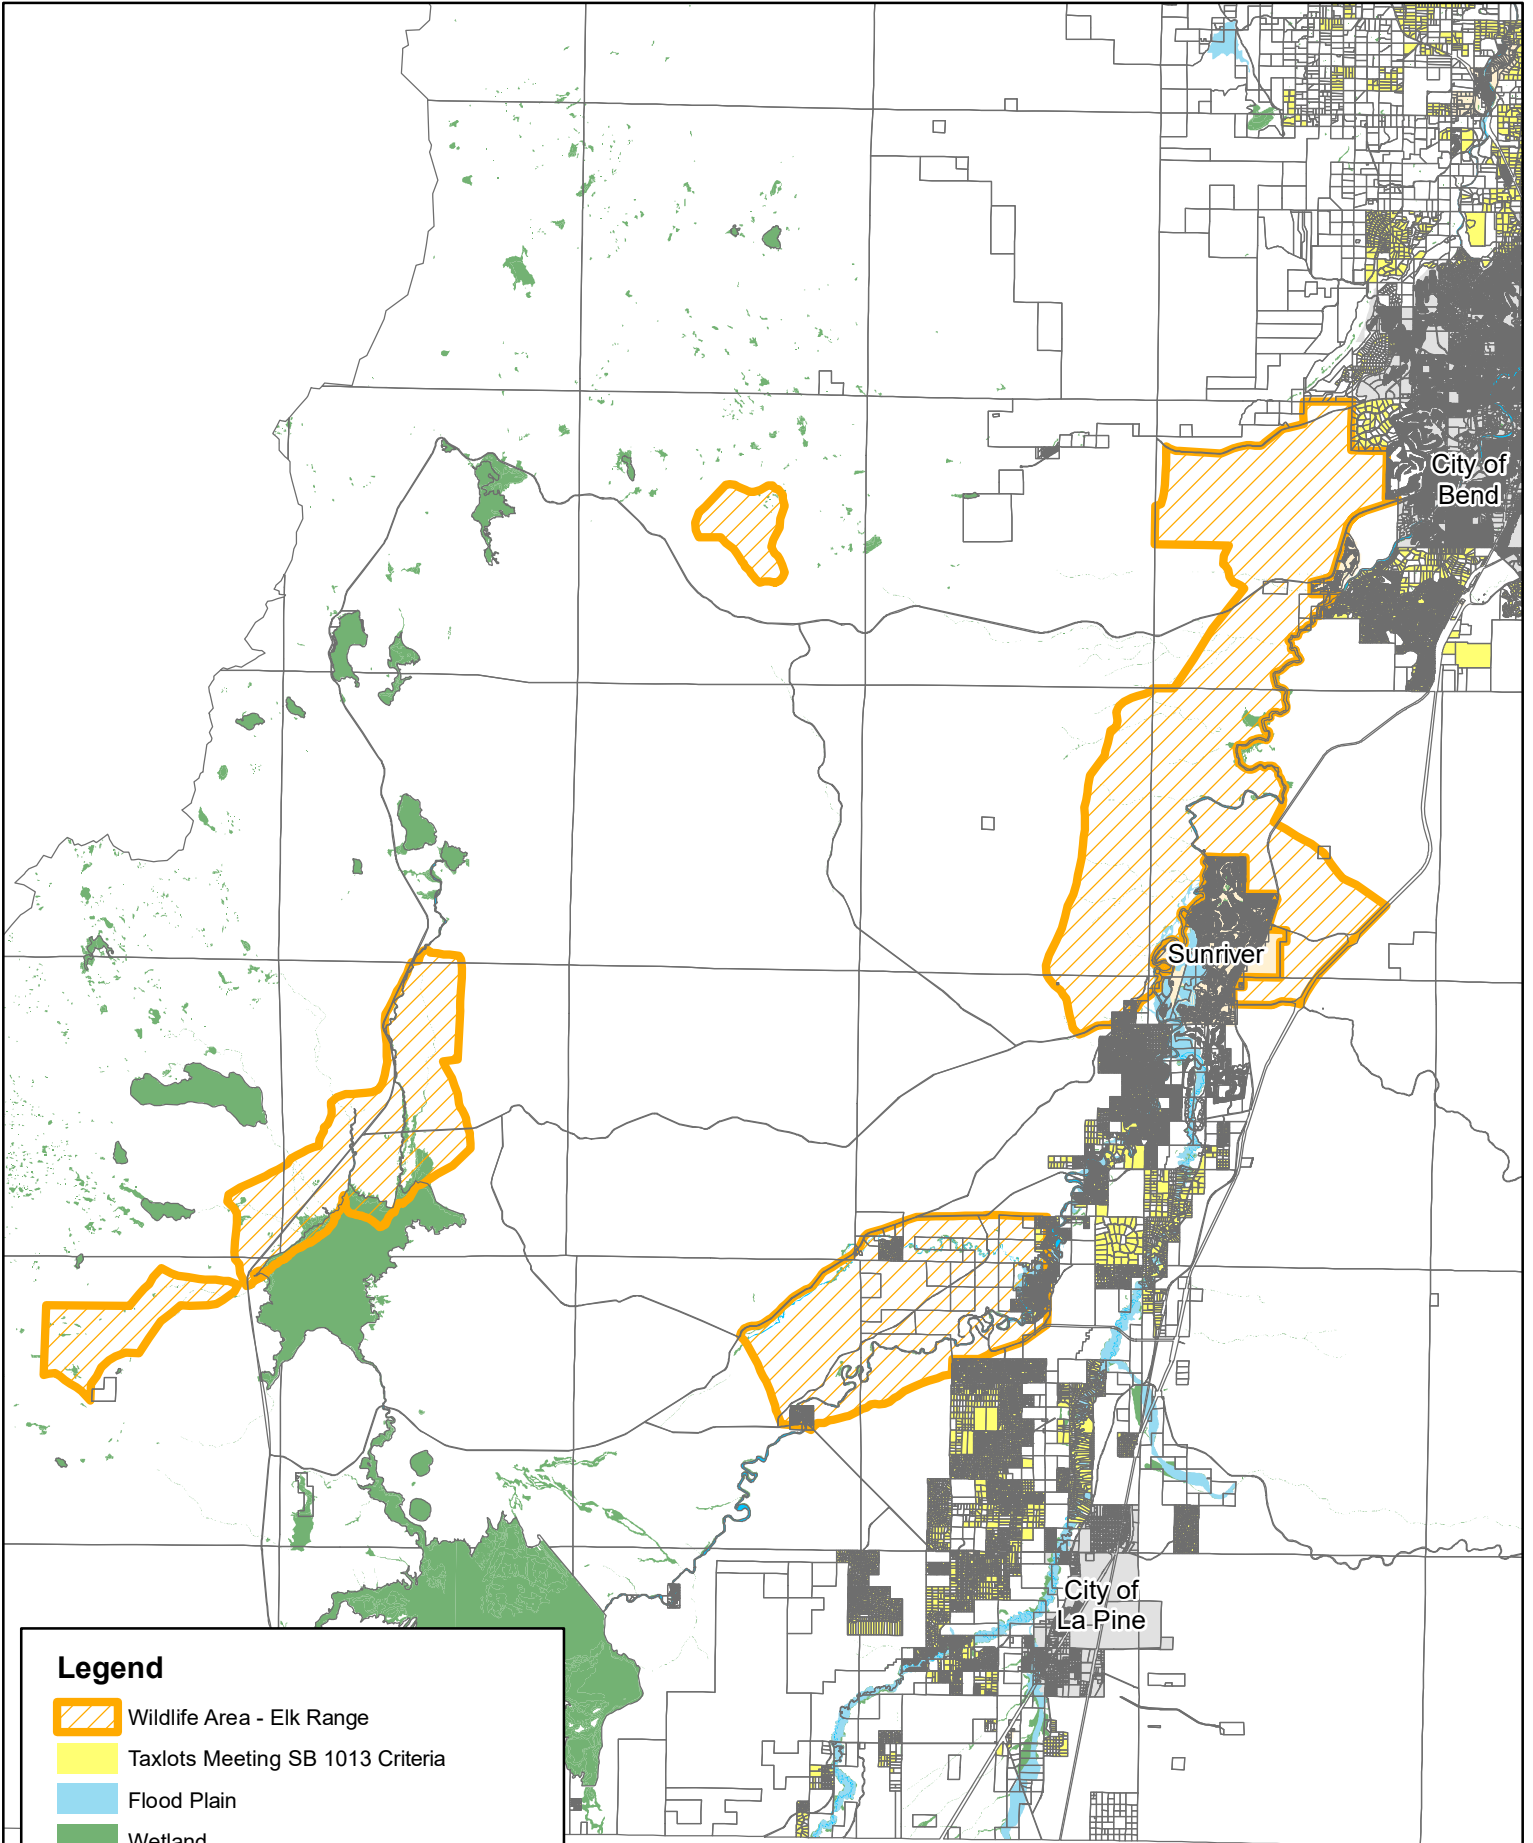 City of
Bend
Sunriver
City of
La Pine
Legend
Wildlife Area - Elk Range
Taxlots Meeting SB 1013 Criteria
Flood Plain
Wetland